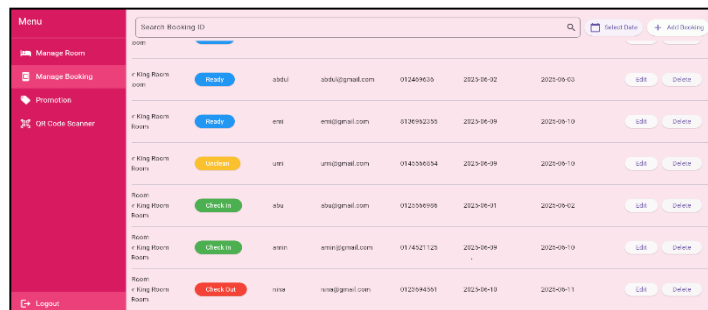 Menu
Search Booking ID
Select Date
+ Add Booking
Manage Room
Manage Booking
Promotion
QR Code Scanner
Logout
room
r King Room
room
Ready abdul abdul@gmail.com 012469636 2025-06-02 2025-06-03 Edit Delete
r King Room
Room
Ready emi emi@gmail.com 8136962355 2025-06-09 2025-06-10 Edit Delete
r King Room
Room
Unclean umi umi@gmail.com 0145566854 2025-06-09 2025-06-10 Edit Delete
Room
r King Room
Room
Check In abu abu@gmail.com 0125566986 2025-06-01 2025-06-02 Edit Delete
Room
r King Room
Room
Check In amin amin@gmail.com 0174521125 2025-06-09 2025-06-10 Edit Delete
Room
r King Room
Room
Check Out nina nina@gmail.com 0123694561 2025-06-10 2025-06-11 Edit Delete